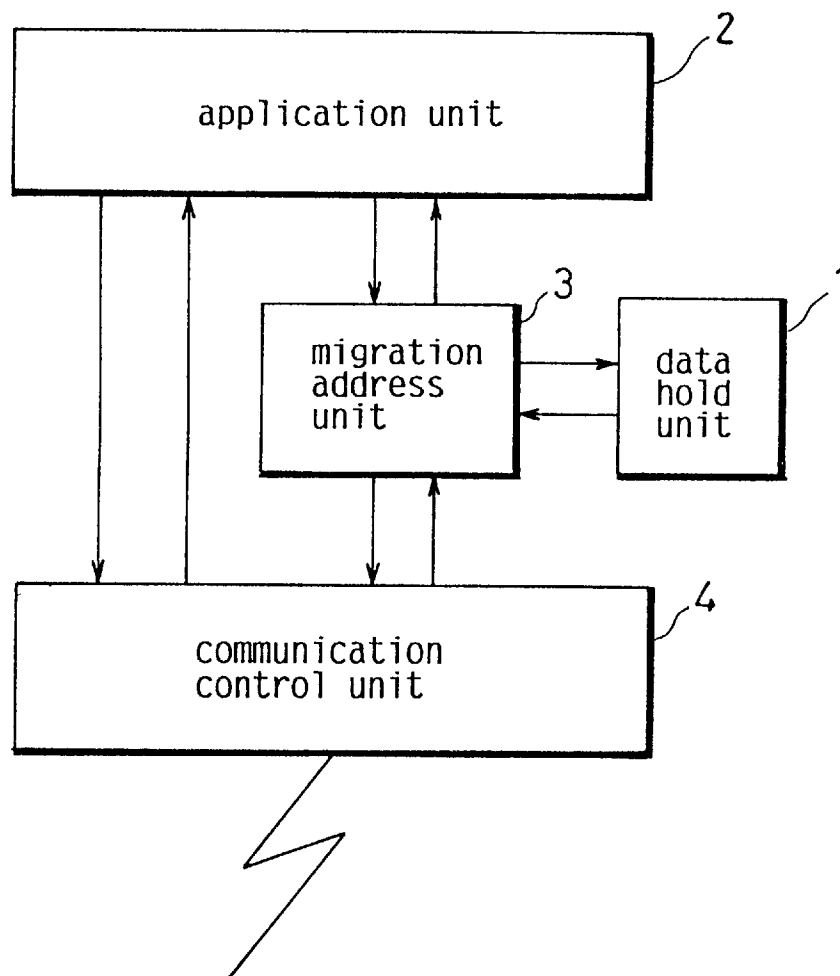 2
application unit
3
1
migration
address
unit
data
hold
unit
4
communication
control unit